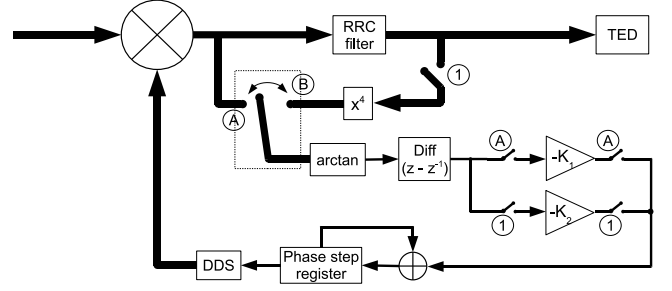 RRC
filter
TED
1
B
A
x⁴
arctan
Diff
(z - z⁻¹)
A
-K₁
A
1
-K₂
1
DDS
Phase step
register